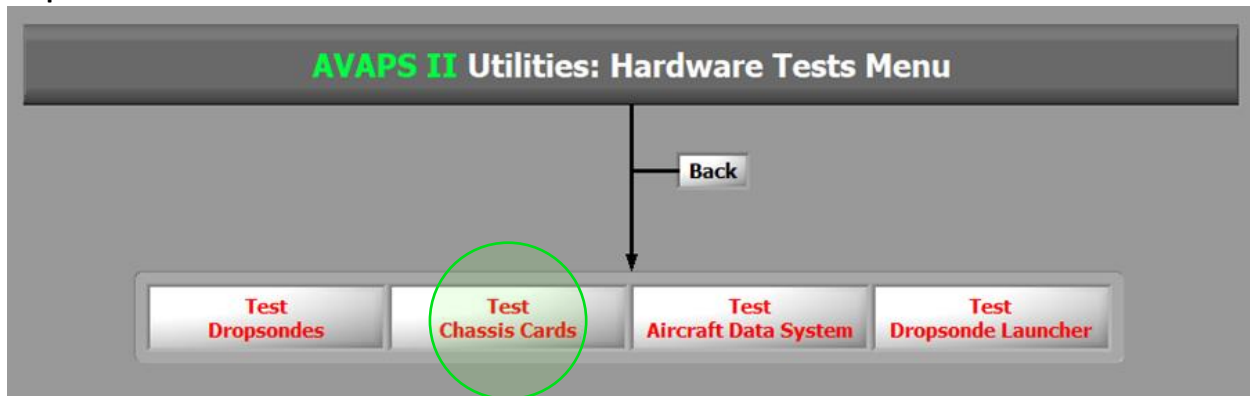 AVAPS II Utilities: Hardware Tests Menu
Back
Test
Dropsondes
Test
Chassis Cards
Test
Aircraft Data System
Test
Dropsonde Launcher